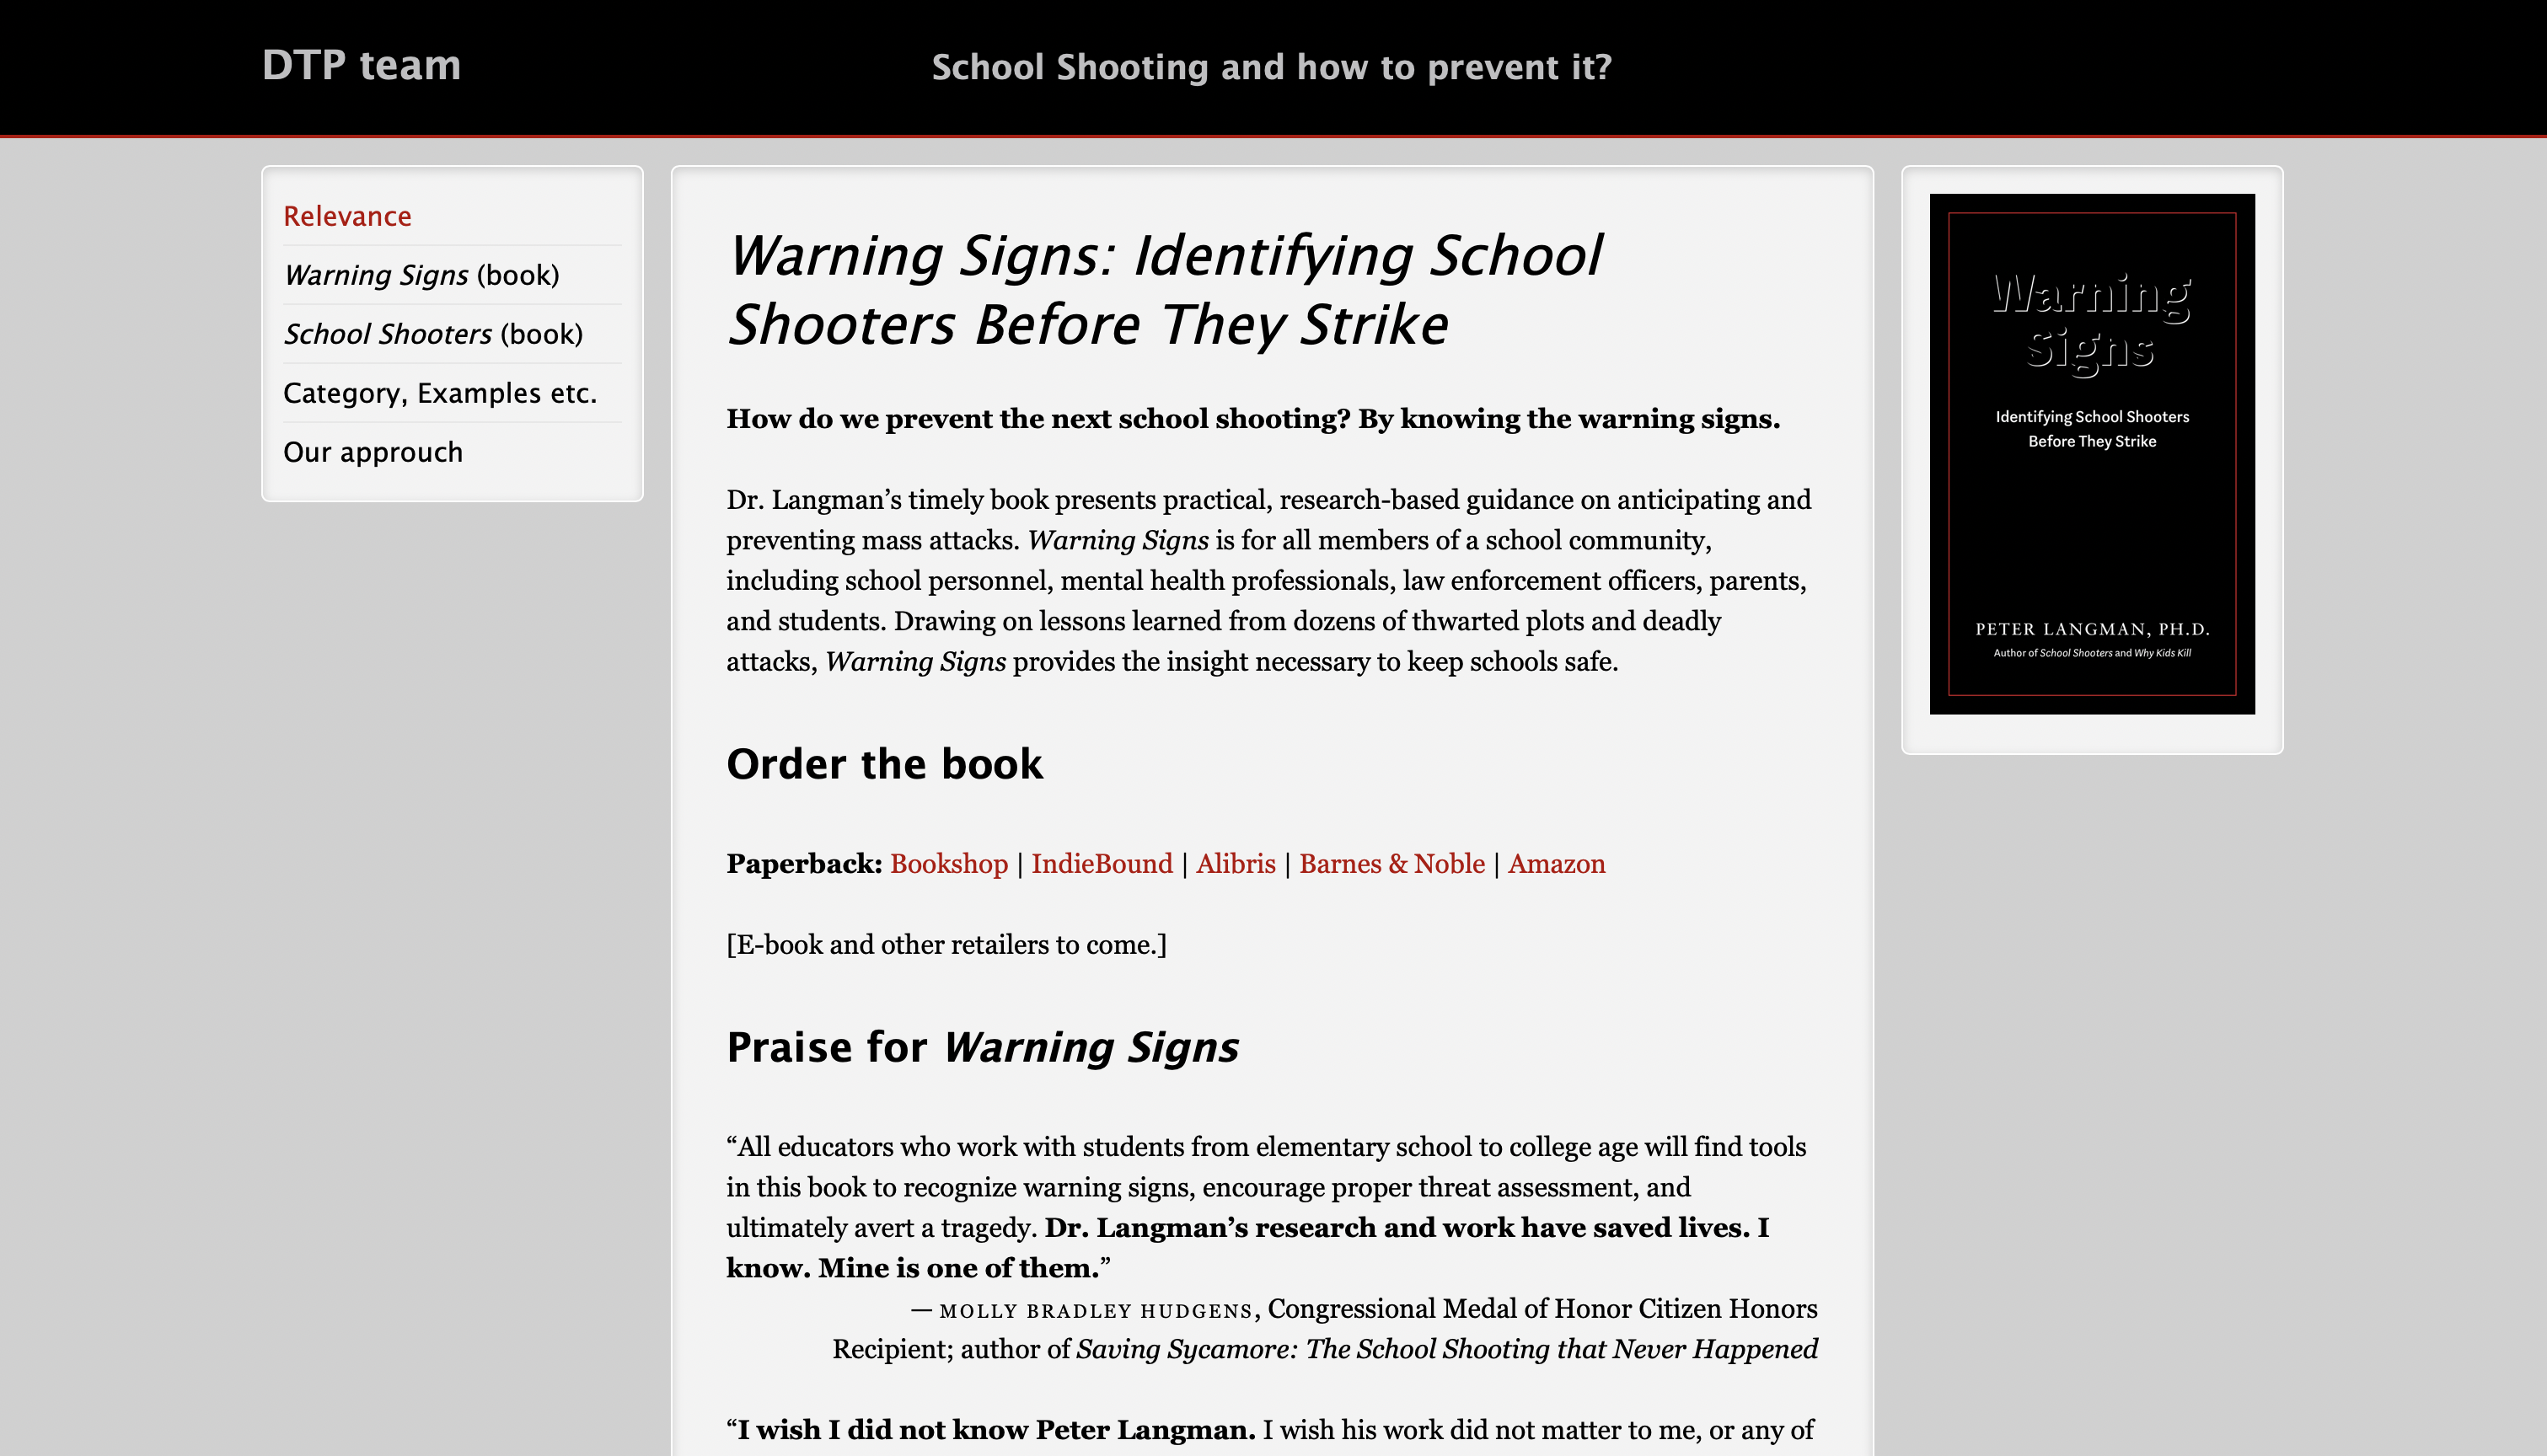 DTP team
School Shooting and how to prevent it?
Relevance
Warning Signs (book)
School Shooters (book)
Category, Examples etc.
Our approuch
Warning Signs: Identifying School
Shooters Before They Strike
How do we prevent the next school shooting? By knowing the warning signs.
Dr. Langman’s timely book presents practical, research-based guidance on anticipating and
preventing mass attacks. Warning Signs is for all members of a school community,
including school personnel, mental health professionals, law enforcement officers, parents,
and students. Drawing on lessons learned from dozens of thwarted plots and deadly
attacks, Warning Signs provides the insight necessary to keep schools safe.
Order the book
Paperback: Bookshop | IndieBound | Alibris | Barnes & Noble | Amazon
[E-book and other retailers to come.]
Praise for Warning Signs
“All educators who work with students from elementary school to college age will find tools
in this book to recognize warning signs, encourage proper threat assessment, and
ultimately avert a tragedy. Dr. Langman’s research and work have saved lives. I
know. Mine is one of them.”
— MOLLY BRADLEY HUDGENS, Congressional Medal of Honor Citizen Honors
Recipient; author of Saving Sycamore: The School Shooting that Never Happened
“I wish I did not know Peter Langman. I wish his work did not matter to me, or any of
Warning
Signs
Identifying School Shooters
Before They Strike
PETER LANGMAN, PH.D.
Author of School Shooters and Why Kids Kill